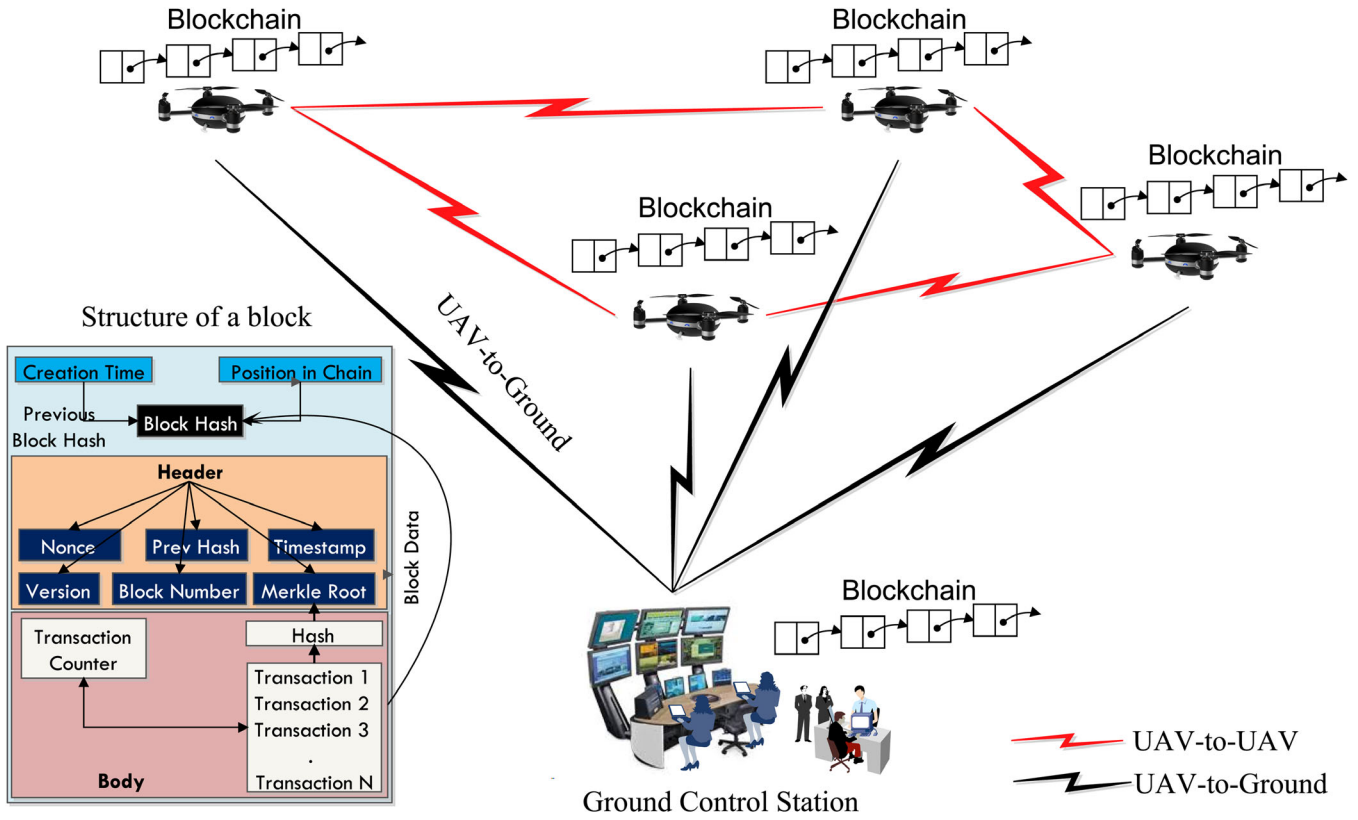 Blockchain
Blockchain
Blockchain
Blockchain
UAV-to-Ground
Structure of a block
Creation Time
Position in Chain
Previous
Block Hash
Block Hash
Header
Nonce
Prev Hash
Timestamp
Version
Block Number
Merkle Root
Block Data
Transaction
Counter
Hash
Transaction 1
Transaction 2
Transaction 3
.
Transaction N
Body
Blockchain
Ground Control Station
UAV-to-UAV
UAV-to-Ground